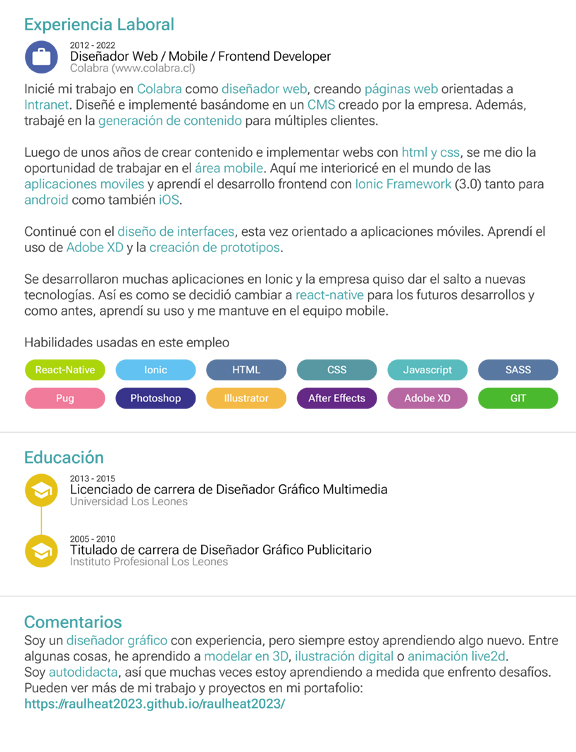 Experiencia Laboral
2012 - 2022
Diseñador Web / Mobile / Frontend Developer
Colabra (www.colabra.cl)
Inicié mi trabajo en Colabra como diseñador web, creando páginas web orientadas a
Intranet. Diseñé e implementé basándome en un CMS creado por la empresa. Además,
trabajé en la generación de contenido para múltiples clientes.
Luego de unos años de crear contenido e implementar webs con html y css, se me dio la
oportunidad de trabajar en el área mobile. Aquí me interioricé en el mundo de las
aplicaciones moviles y aprendí el desarrollo frontend con Ionic Framework (3.0) tanto para
android como también iOS.
Continué con el diseño de interfaces, esta vez orientado a aplicaciones móviles. Aprendí el
uso de Adobe XD y la creación de prototipos.
Se desarrollaron muchas aplicaciones en Ionic y la empresa quiso dar el salto a nuevas
tecnologías. Así es como se decidió cambiar a react-native para los futuros desarrollos y
como antes, aprendí su uso y me mantuve en el equipo mobile.
Habilidades usadas en este empleo
React-Native Ionic HTML CSS Javascript SASS
Pug Photoshop Illustrator After Effects Adobe XD GIT
Educación
2013 - 2015
Licenciado de carrera de Diseñador Gráfico Multimedia
Universidad Los Leones
2005 - 2010
Titulado de carrera de Diseñador Gráfico Publicitario
Instituto Profesional Los Leones
Comentarios
Soy un diseñador gráfico con experiencia, pero siempre estoy aprendiendo algo nuevo. Entre
algunas cosas, he aprendido a modelar en 3D, ilustración digital o animación live2d.
Soy autodidacta, así que muchas veces estoy aprendiendo a medida que enfrento desafíos.
Pueden ver más de mi trabajo y proyectos en mi portafolio:
https://raulheat2023.github.io/raulheat2023/